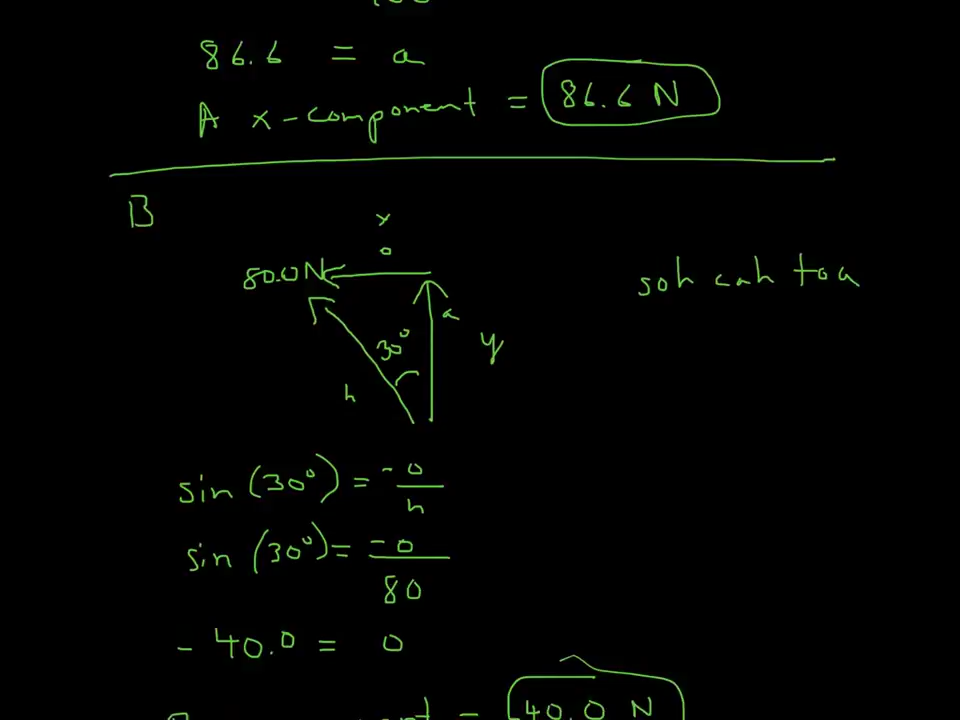 86.6 = a
A x-component = 86.6 N
B
x
o
80.0N
soh cah toa
a
30°
y
h
sin (30°) = -o/h
sin (30°) = -o/80
- 40.0 = o
= 40.0 N